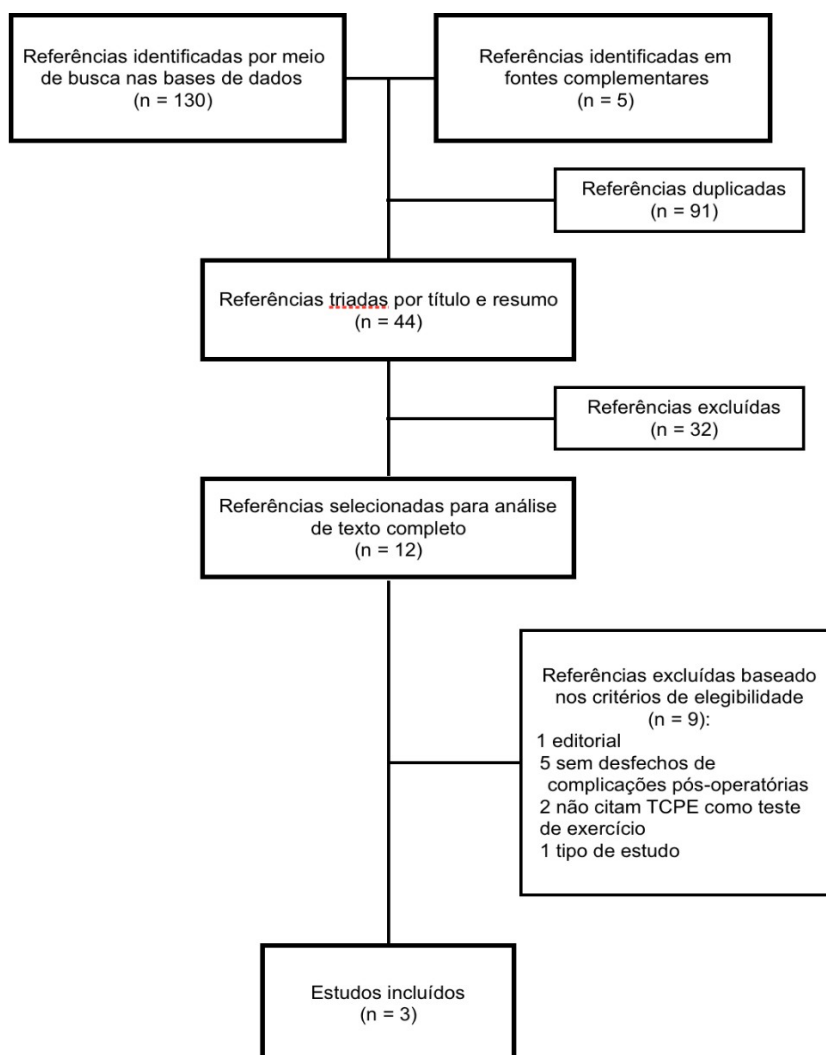 Referências identificadas por meio
de busca nas bases de dados
(n = 130)
Referências identificadas em
fontes complementares
(n = 5)
Referências duplicadas
(n = 91)
Referências triadas por título e resumo
(n = 44)
Referências excluídas
(n = 32)
Referências selecionadas para análise
de texto completo
(n = 12)
Referências excluídas baseado
nos critérios de elegibilidade
(n = 9):
1 editorial
5 sem desfechos de
complicações pós-operatórias
2 não citam TCPE como teste
de exercício
1 tipo de estudo
Estudos incluídos
(n = 3)